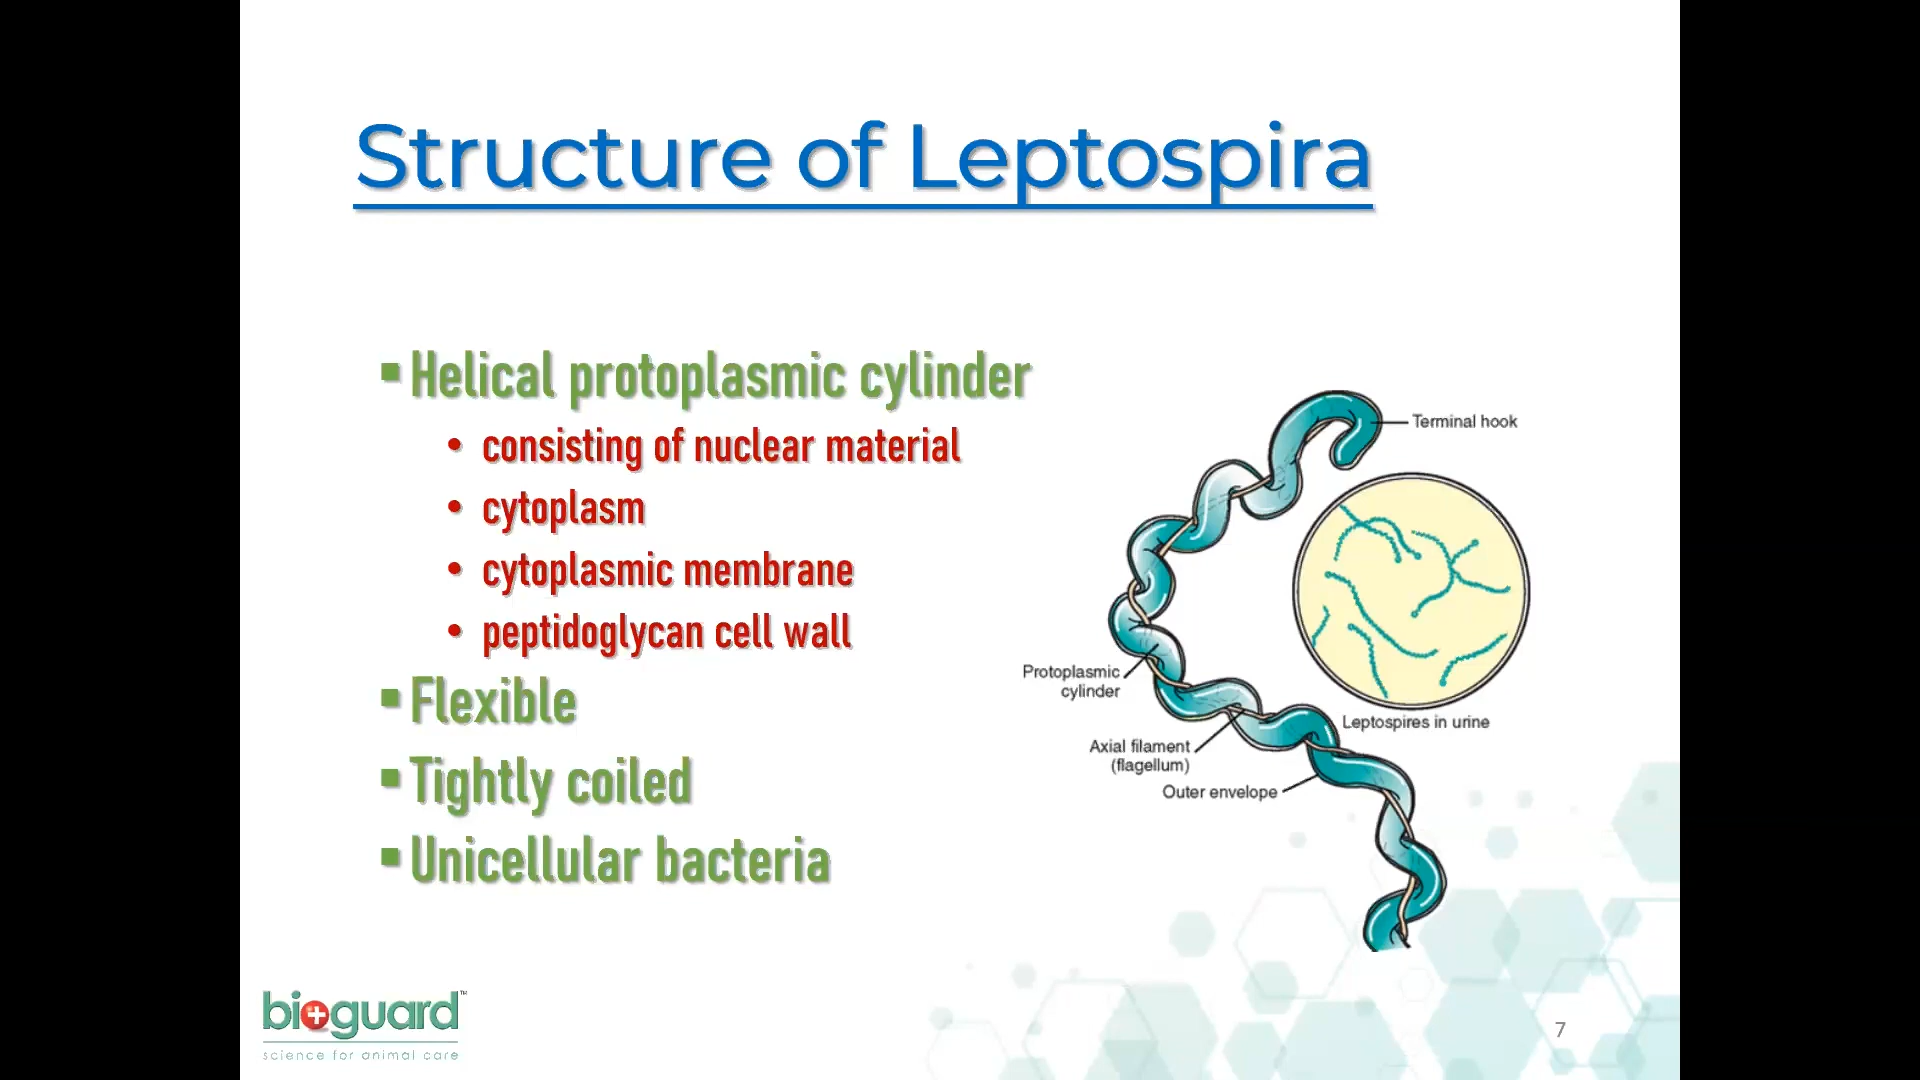 Structure of Leptospira
▪Helical protoplasmic cylinder
• consisting of nuclear material
• cytoplasm
• cytoplasmic membrane
• peptidoglycan cell wall
▪Flexible
▪Tightly coiled
▪Unicellular bacteria
Terminal hook
Protoplasmic
cylinder
Leptospires in urine
Axial filament
(flagellum)
Outer envelope
bioguard™
science for animal care
7